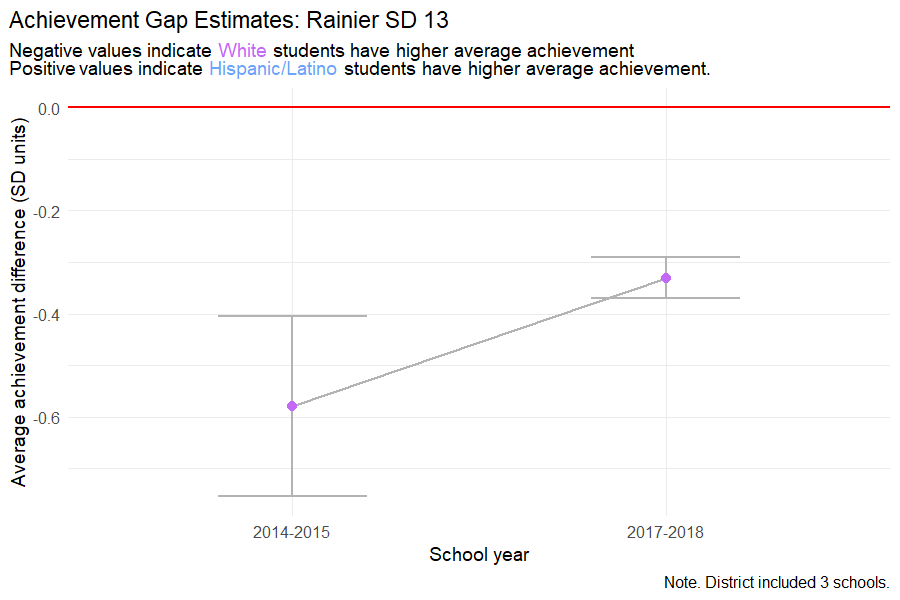 Achievement Gap Estimates: Rainier SD 13
Negative values indicate White students have higher average achievement
Positive values indicate Hispanic/Latino students have higher average achievement.
Average achievement difference (SD units)
0.0
-0.2
-0.4
-0.6
2014-2015
2017-2018
School year
Note. District included 3 schools.